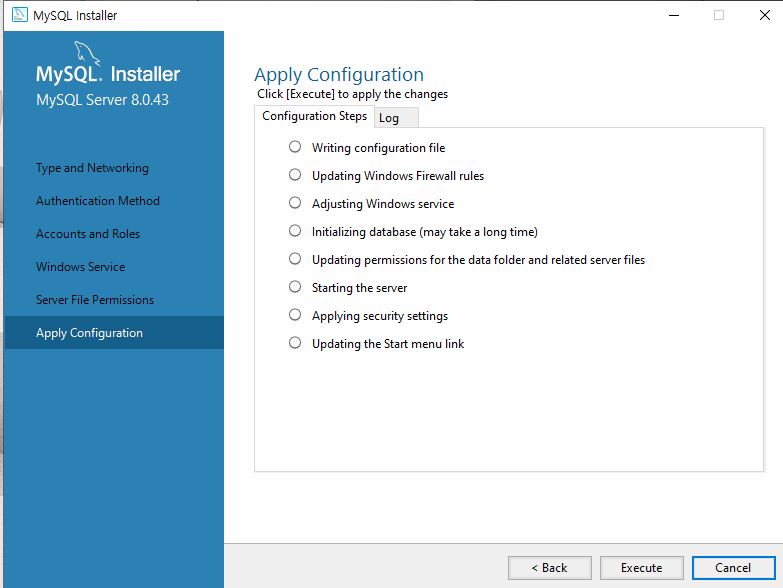 MySQL Installer
MySQL. Installer
MySQL Server 8.0.43
Type and Networking
Authentication Method
Accounts and Roles
Windows Service
Server File Permissions
Apply Configuration
Apply Configuration
Click [Execute] to apply the changes
Configuration Steps Log
Writing configuration file
Updating Windows Firewall rules
Adjusting Windows service
Initializing database (may take a long time)
Updating permissions for the data folder and related server files
Starting the server
Applying security settings
Updating the Start menu link
< Back Execute Cancel